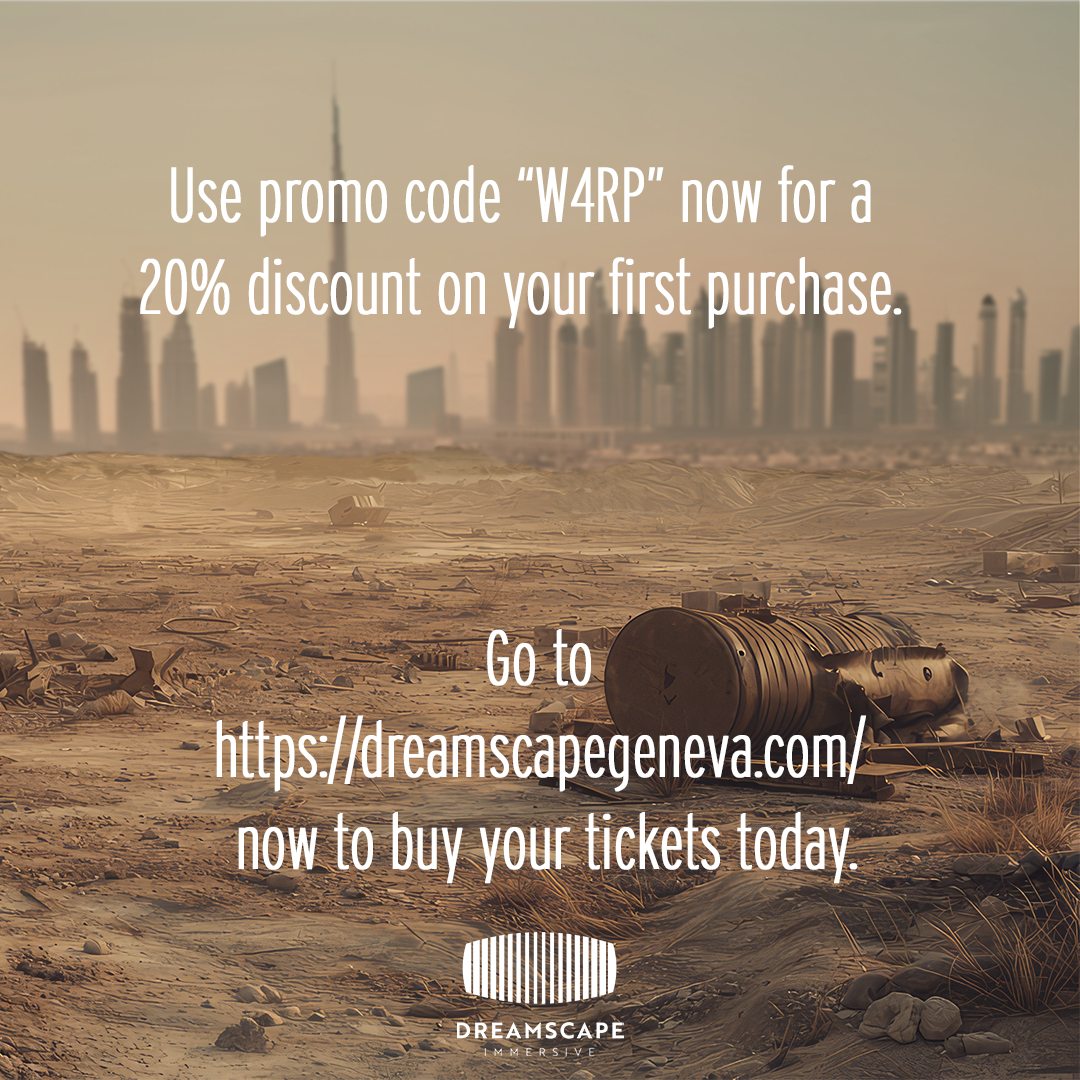 Use promo code “W4RP” now for a
20% discount on your first purchase.
Go to
https://dreamscapegeneva.com/
now to buy your tickets today.
DREAMSCAPE
IMMERSIVE